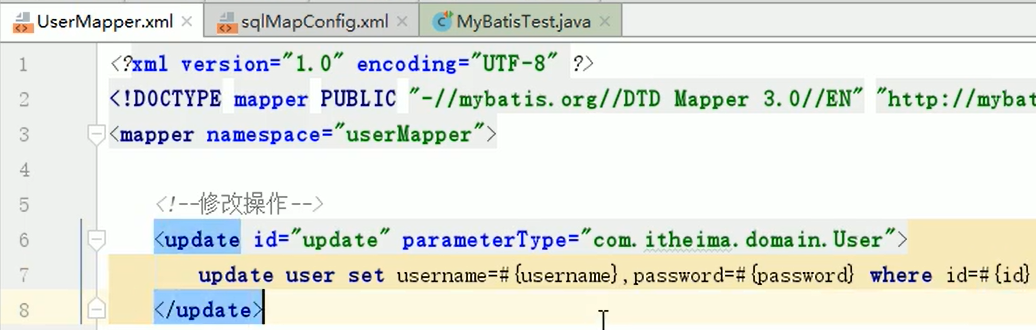 UserMapper.xml sqlMapConfig.xml MyBatisTest.java
1 <?xml version="1.0" encoding="UTF-8" ?>
2 <!DOCTYPE mapper PUBLIC "-//mybatis.org//DTD Mapper 3.0//EN" "http://mybat
3 <mapper namespace="userMapper">
4
5 <!--修改操作-->
6 <update id="update" parameterType="com.itheima.domain.User">
7 update user set username=#{username},password=#{password} where id=#{id}
8 </update>